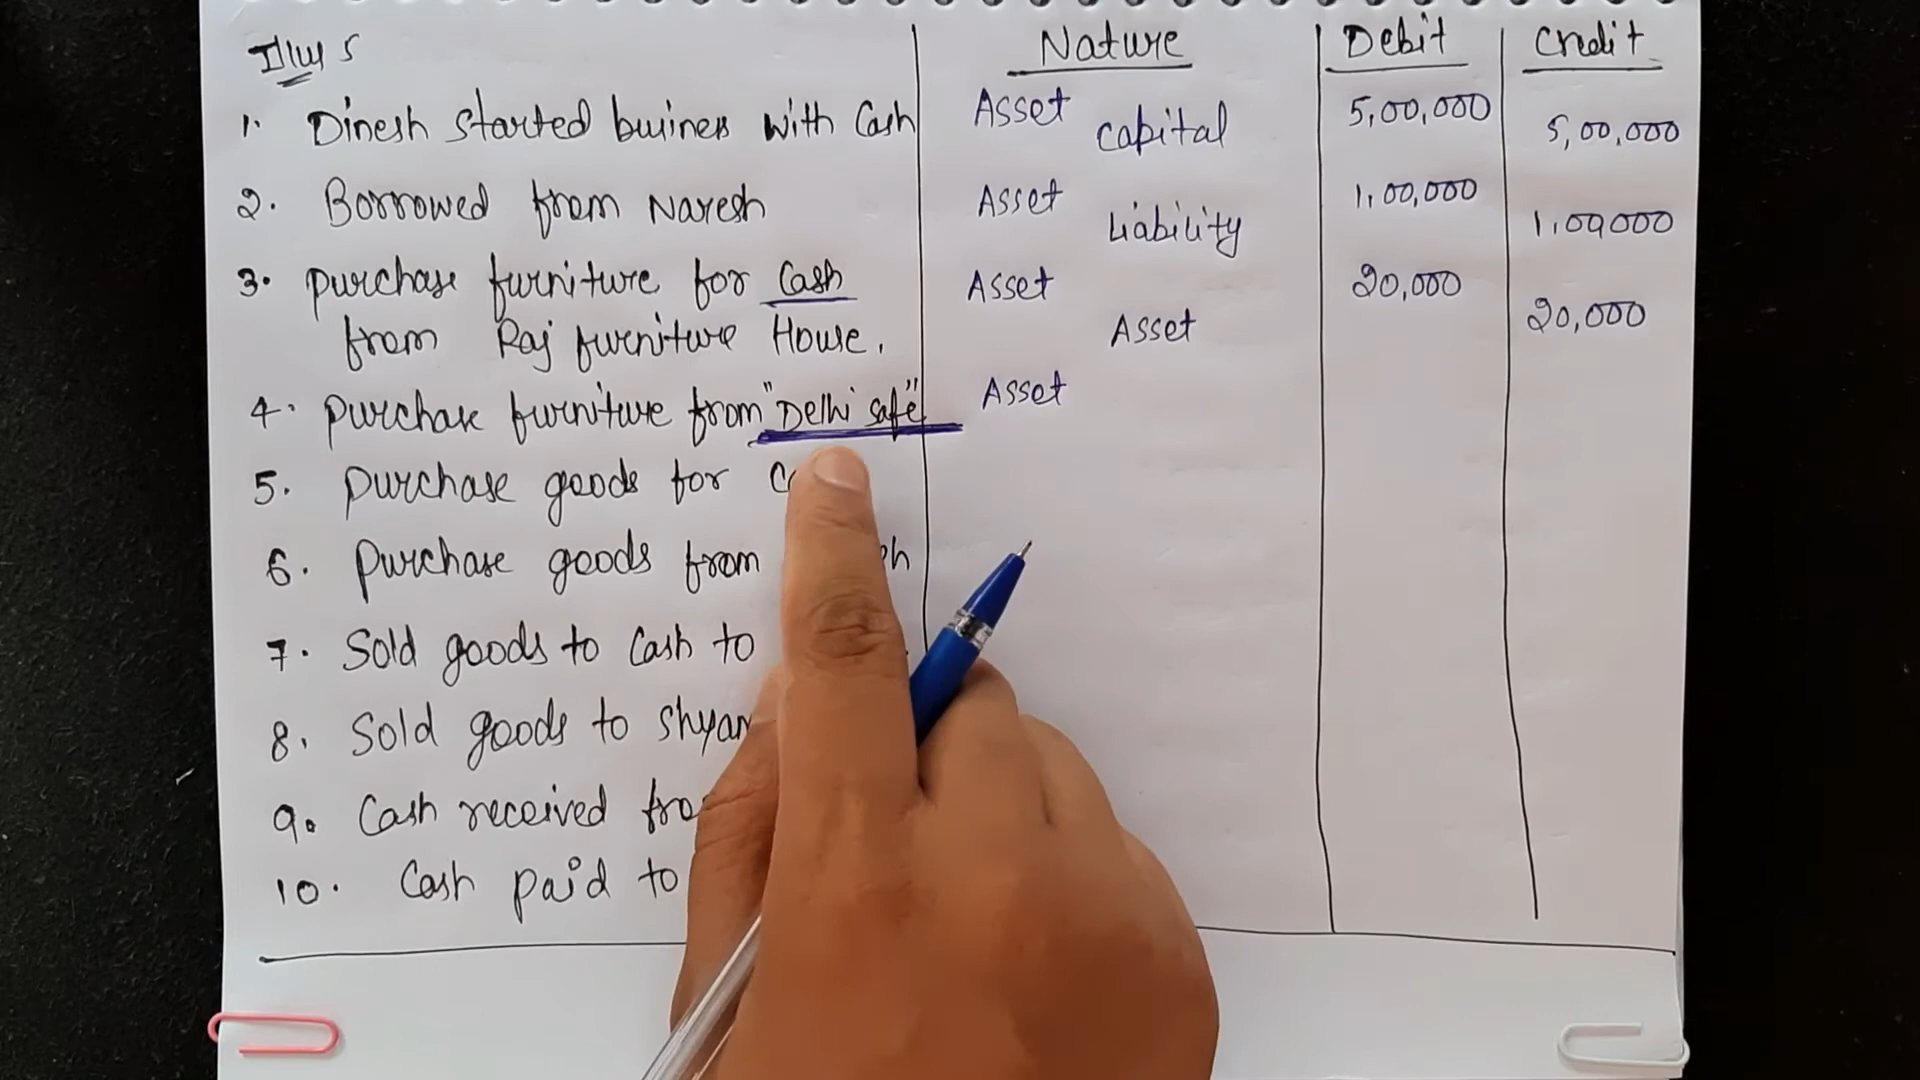 Illus 5 Nature Debit Credit
1. Dinesh started business with Cash Asset 5,00,000
Capital 5,00,000
2. Borrowed from Naresh Asset 1,00,000
Liability 1,00,000
3. Purchase furniture for Cash Asset 20,000
from Raj furniture House. Asset 20,000
4. Purchase furniture from "Delhi safe" Asset
5. Purchase goods for
6. Purchase goods from
7. Sold goods to Cash to
8. Sold goods to
9. Cash received
10. Cash paid to